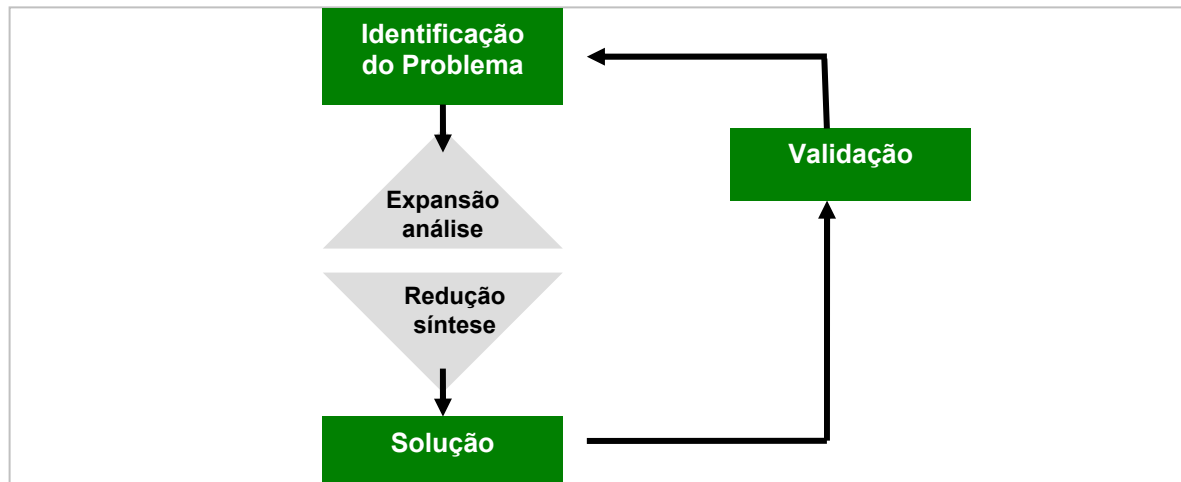 Identificação
do Problema
Validação
Expansão
análise
Redução
síntese
Solução